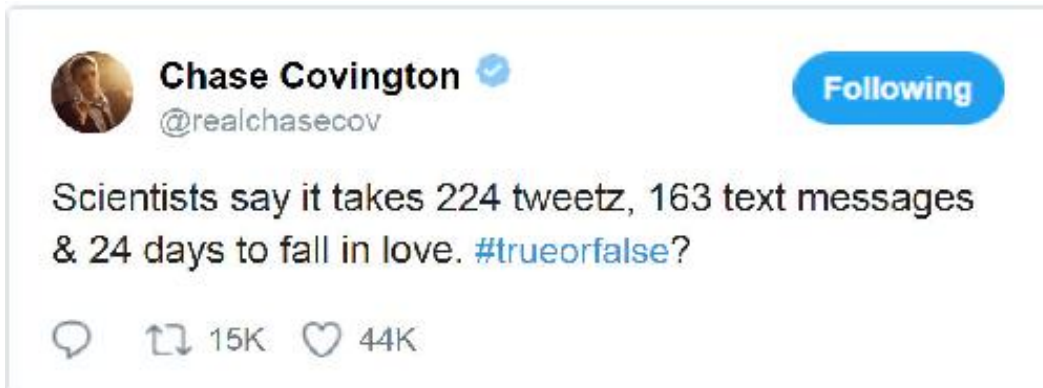 Chase Covington
Following
@realchasecov
Scientists say it takes 224 tweetz, 163 text messages
& 24 days to fall in love. #trueorfalse?
15K 44K